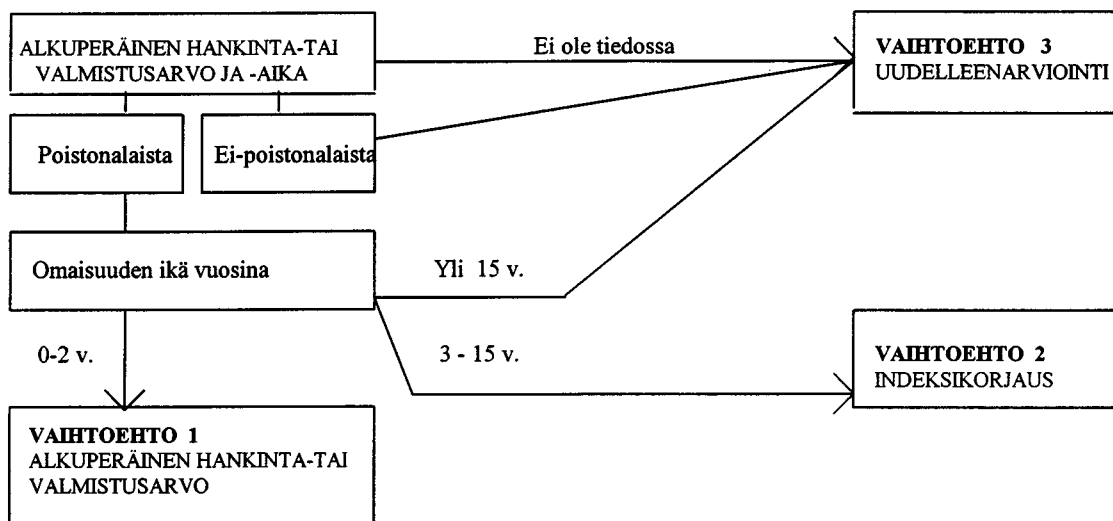 ALKUPERÄINEN HANKINTA-TAI
VALMISTUSARVO JA -AIKA
Ei ole tiedossa
VAIHTOEHTO 3
UUDELLEENARVIOINTI
Poistonalaista
Ei-poistonalaista
Omaisuuden ikä vuosina
Yli 15 v.
0-2 v.
3 - 15 v.
VAIHTOEHTO 2
INDEKSIKORJAUS
VAIHTOEHTO 1
ALKUPERÄINEN HANKINTA-TAI
VALMISTUSARVO